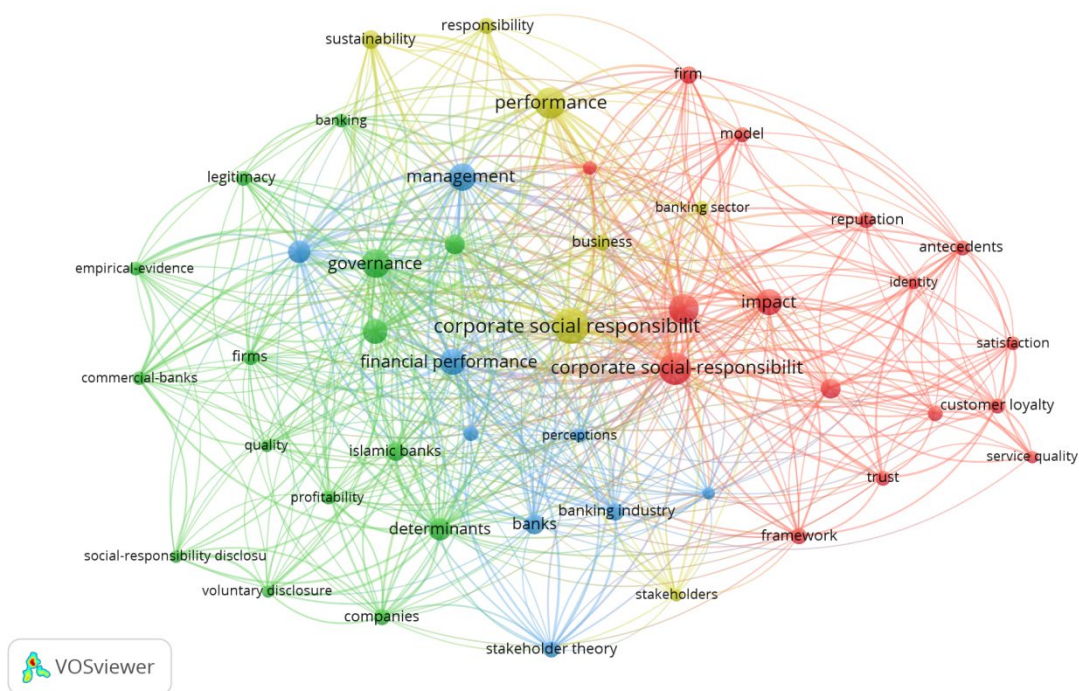 responsibility
sustainability
firm
performance
banking
model
legitimacy
management
banking sector
reputation
business
antecedents
governance
empirical-evidence
identity
impact
corporate social responsibilit
satisfaction
firms
financial performance
corporate social-responsibilit
commercial-banks
customer loyalty
perceptions
quality
islamic banks
service quality
trust
profitability
banking industry
banks
determinants
framework
social-responsibility disclosu
voluntary disclosure
stakeholders
companies
stakeholder theory
VOSviewer